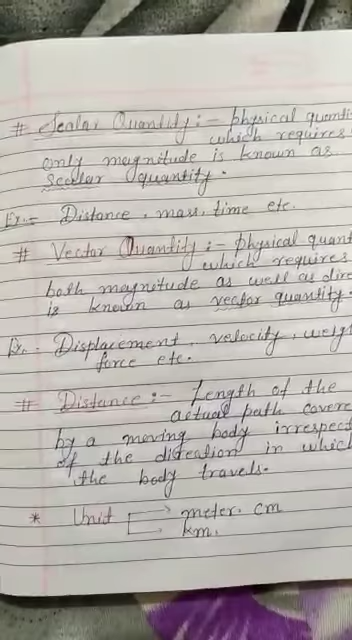 # Scalar Quantity :- physical quanti
which requires
only magnitude is known as
scalar quantity.
Ex:- Distance, mass, time etc.
# Vector Quantity :- physical quant
which requires
both magnitude as well as dire
is known as vector quantity.
Ex:- Displacement, velocity, weigh
force etc.
# Distance :- Length of the
actual path covere
by a moving body irrespect
of the direction in which
the body travels.
* Unit → meter. cm
→ km.